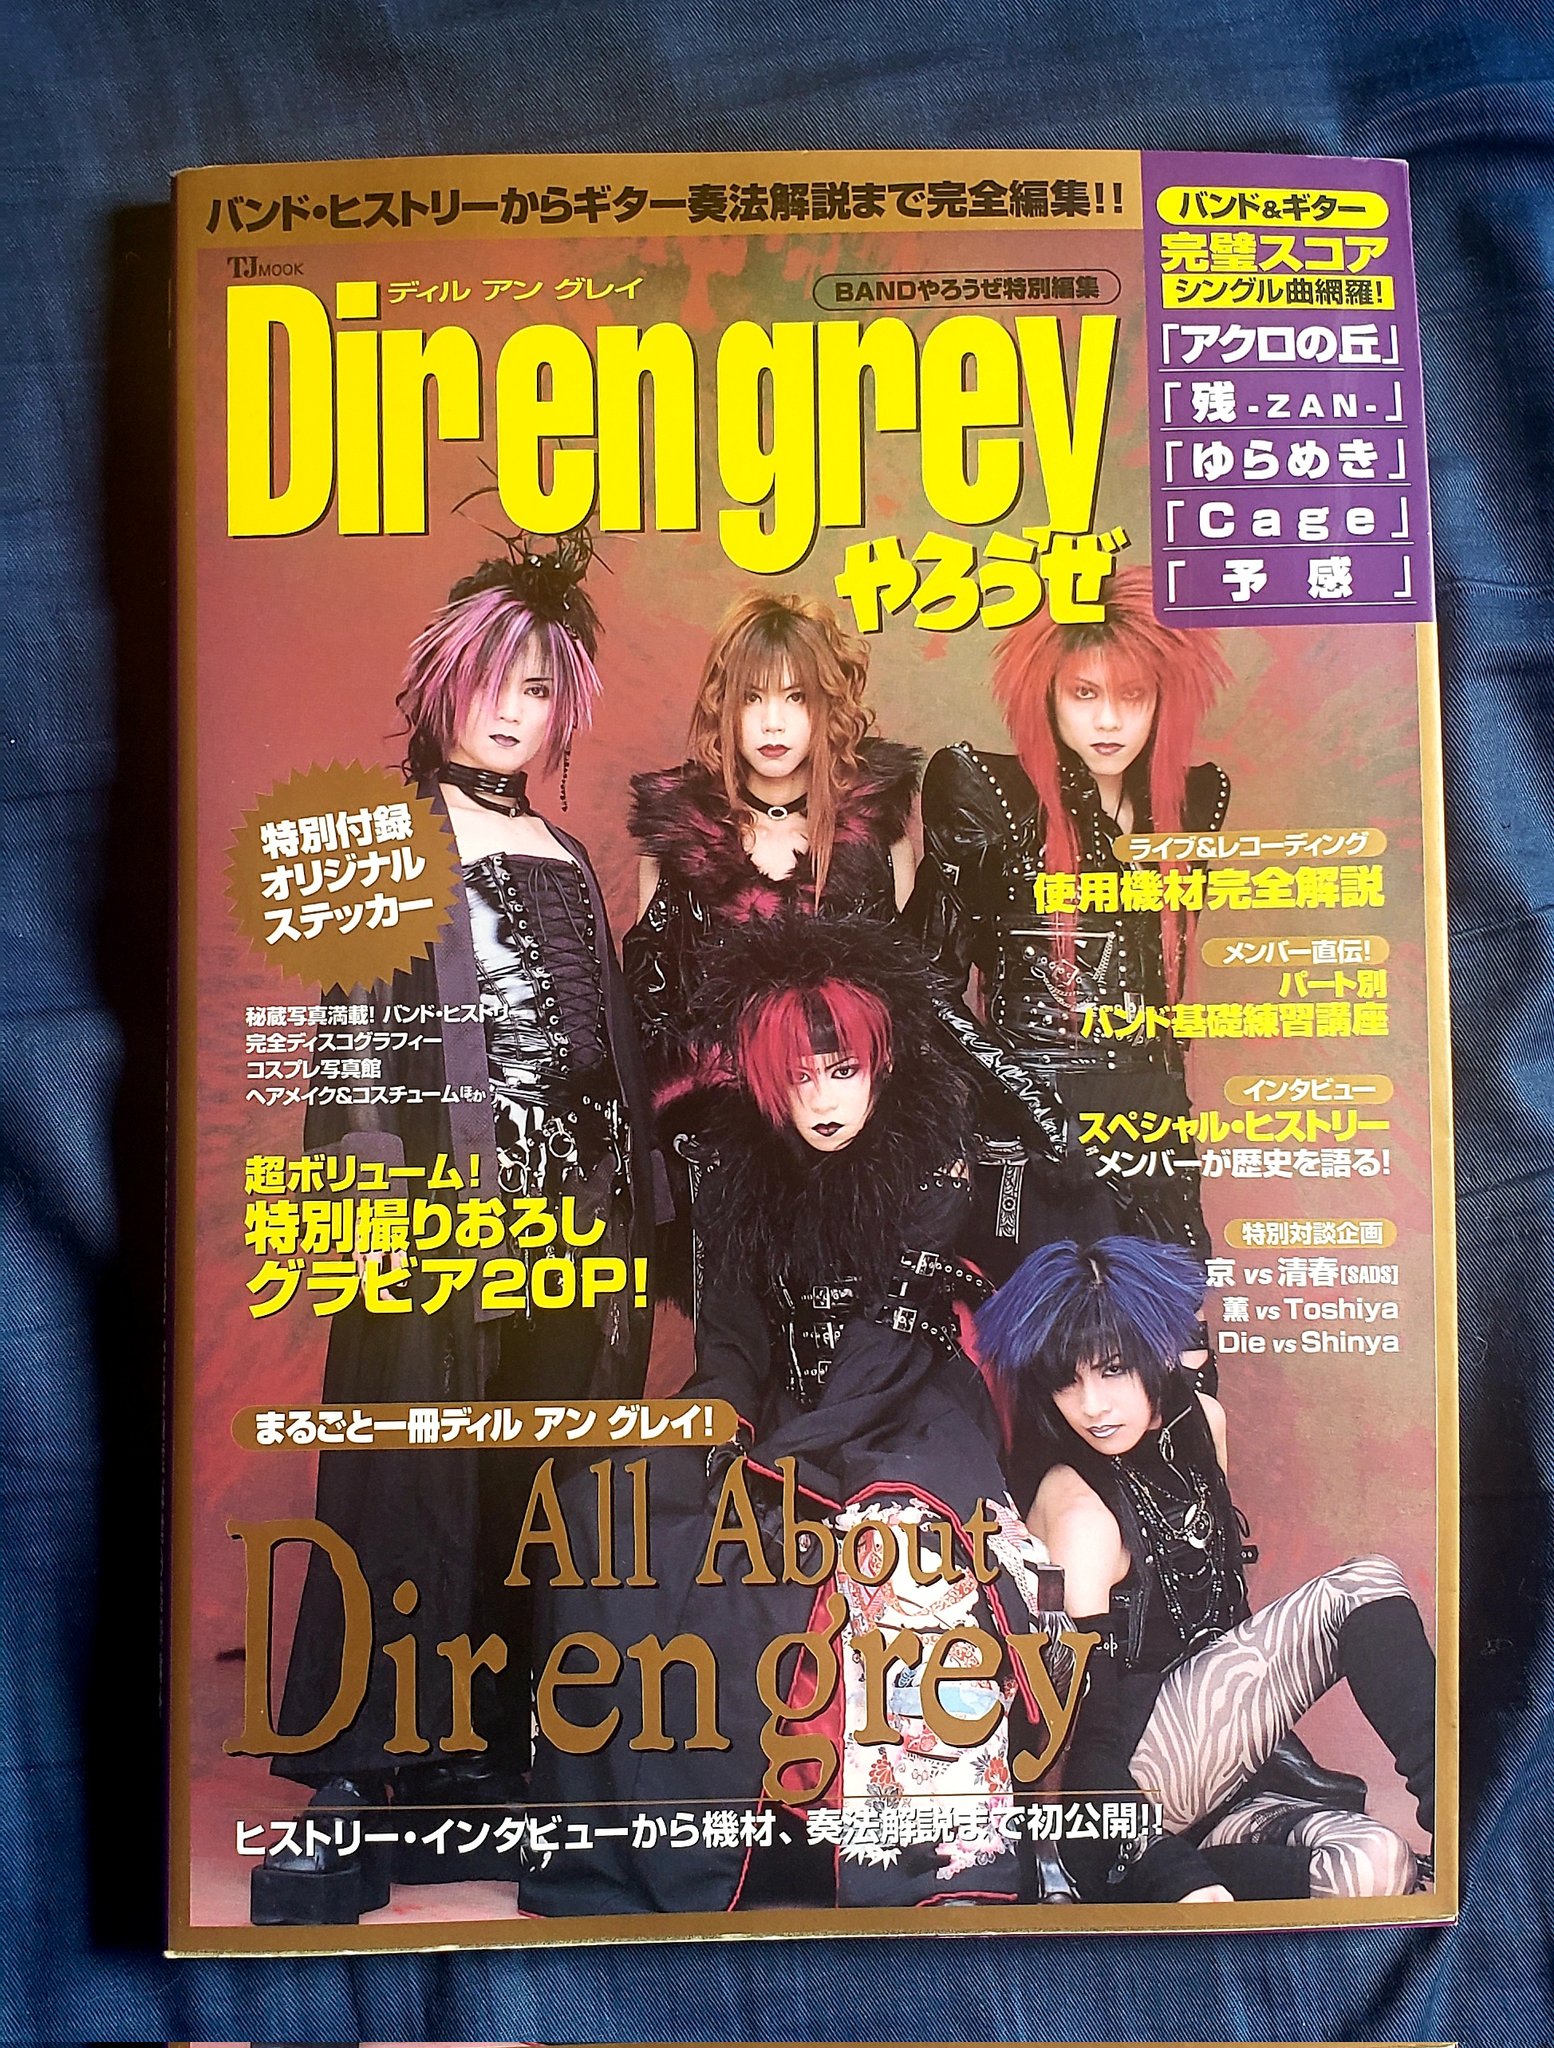 バンド・ヒストリーからギター奏法解説まで完全編集!!
TJ MOOK
ディル アン グレイ
BANDやろうぜ特別編集
Dir en grey
やろうぜ
バンド&ギター
完璧スコア
シングル曲網羅!
「アクロの丘」
「残-ZAN-」
「ゆらめき」
「Cage」
「予感」
特別付録
オリジナル
ステッカー
秘蔵写真満載! バンド・ヒストリー
完全ディスコグラフィー
コスプレ写真館
ヘアメイク&コスチュームほか
超ボリューム!
特別撮りおろし
グラビア20P!
ライブ&レコーディング
使用機材完全解説
メンバー直伝!
パート別
バンド基礎練習講座
インタビュー
スペシャル・ヒストリー
メンバーが歴史を語る!
特別対談企画
京 vs 清春[SADS]
薫 vs Toshiya
Die vs Shinya
まるごと一冊ディル アン グレイ!
All About
Dir en grey
ヒストリー・インタビューから機材、奏法解説まで初公開!!